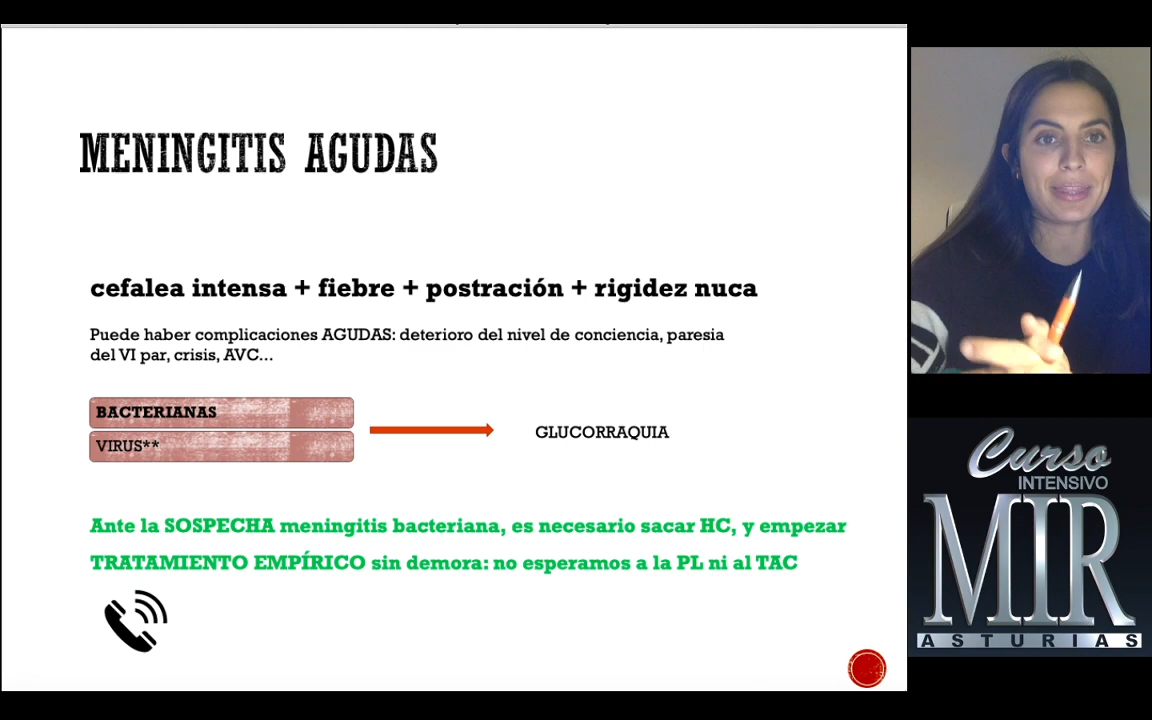 MENINGITIS AGUDAS
cefalea intensa + fiebre + postración + rigidez nuca
Puede haber complicaciones AGUDAS: deterioro del nivel de conciencia, paresia
del VI par, crisis, AVC...
BACTERIANAS
VIRUS**
GLUCORRAQUIA
Ante la SOSPECHA meningitis bacteriana, es necesario sacar HC, y empezar
TRATAMIENTO EMPÍRICO sin demora: no esperamos a la PL ni al TAC
Curso
INTENSIVO
MIR
ASTURIAS